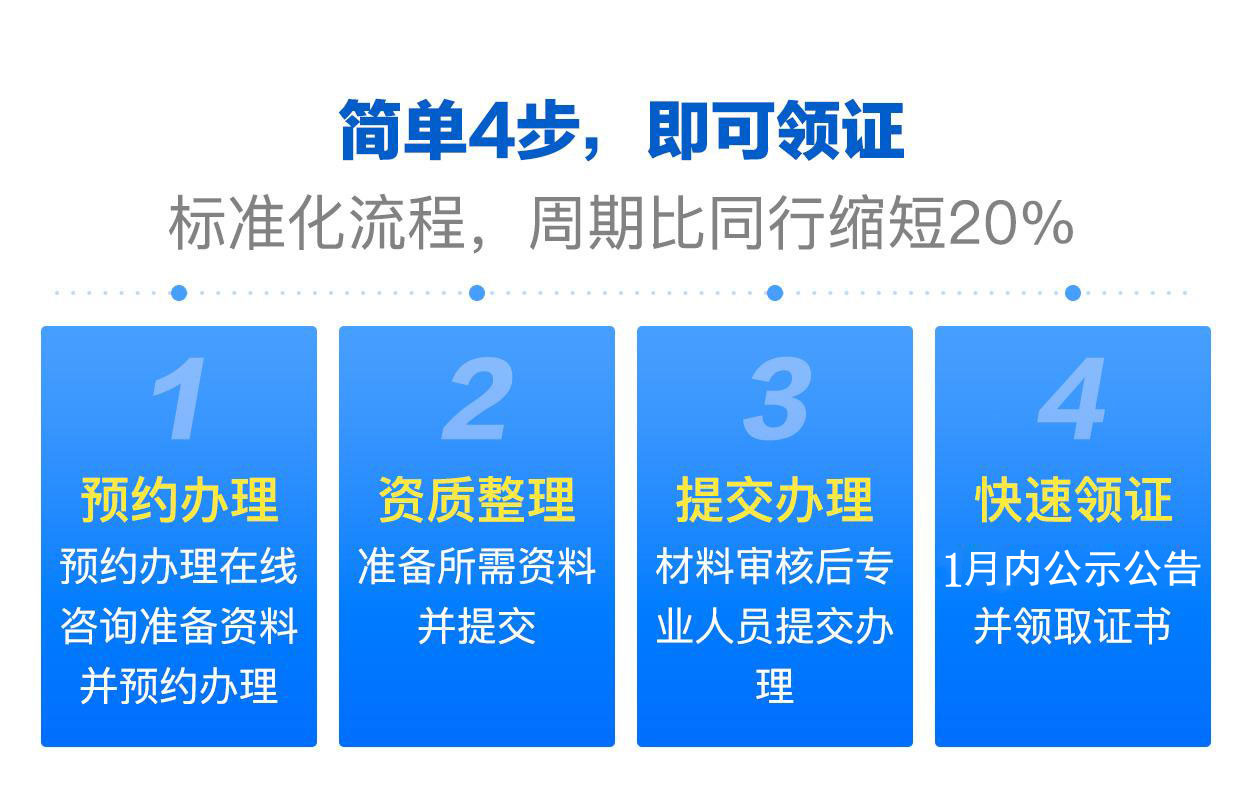 简单4步，即可领证
标准化流程，周期比同行缩短20%
1
预约办理
预约办理在线
咨询准备资料
并预约办理
2
资质整理
准备所需资料
并提交
3
提交办理
材料审核后专
业人员提交办
理
4
快速领证
1月内公示公告
并领取证书